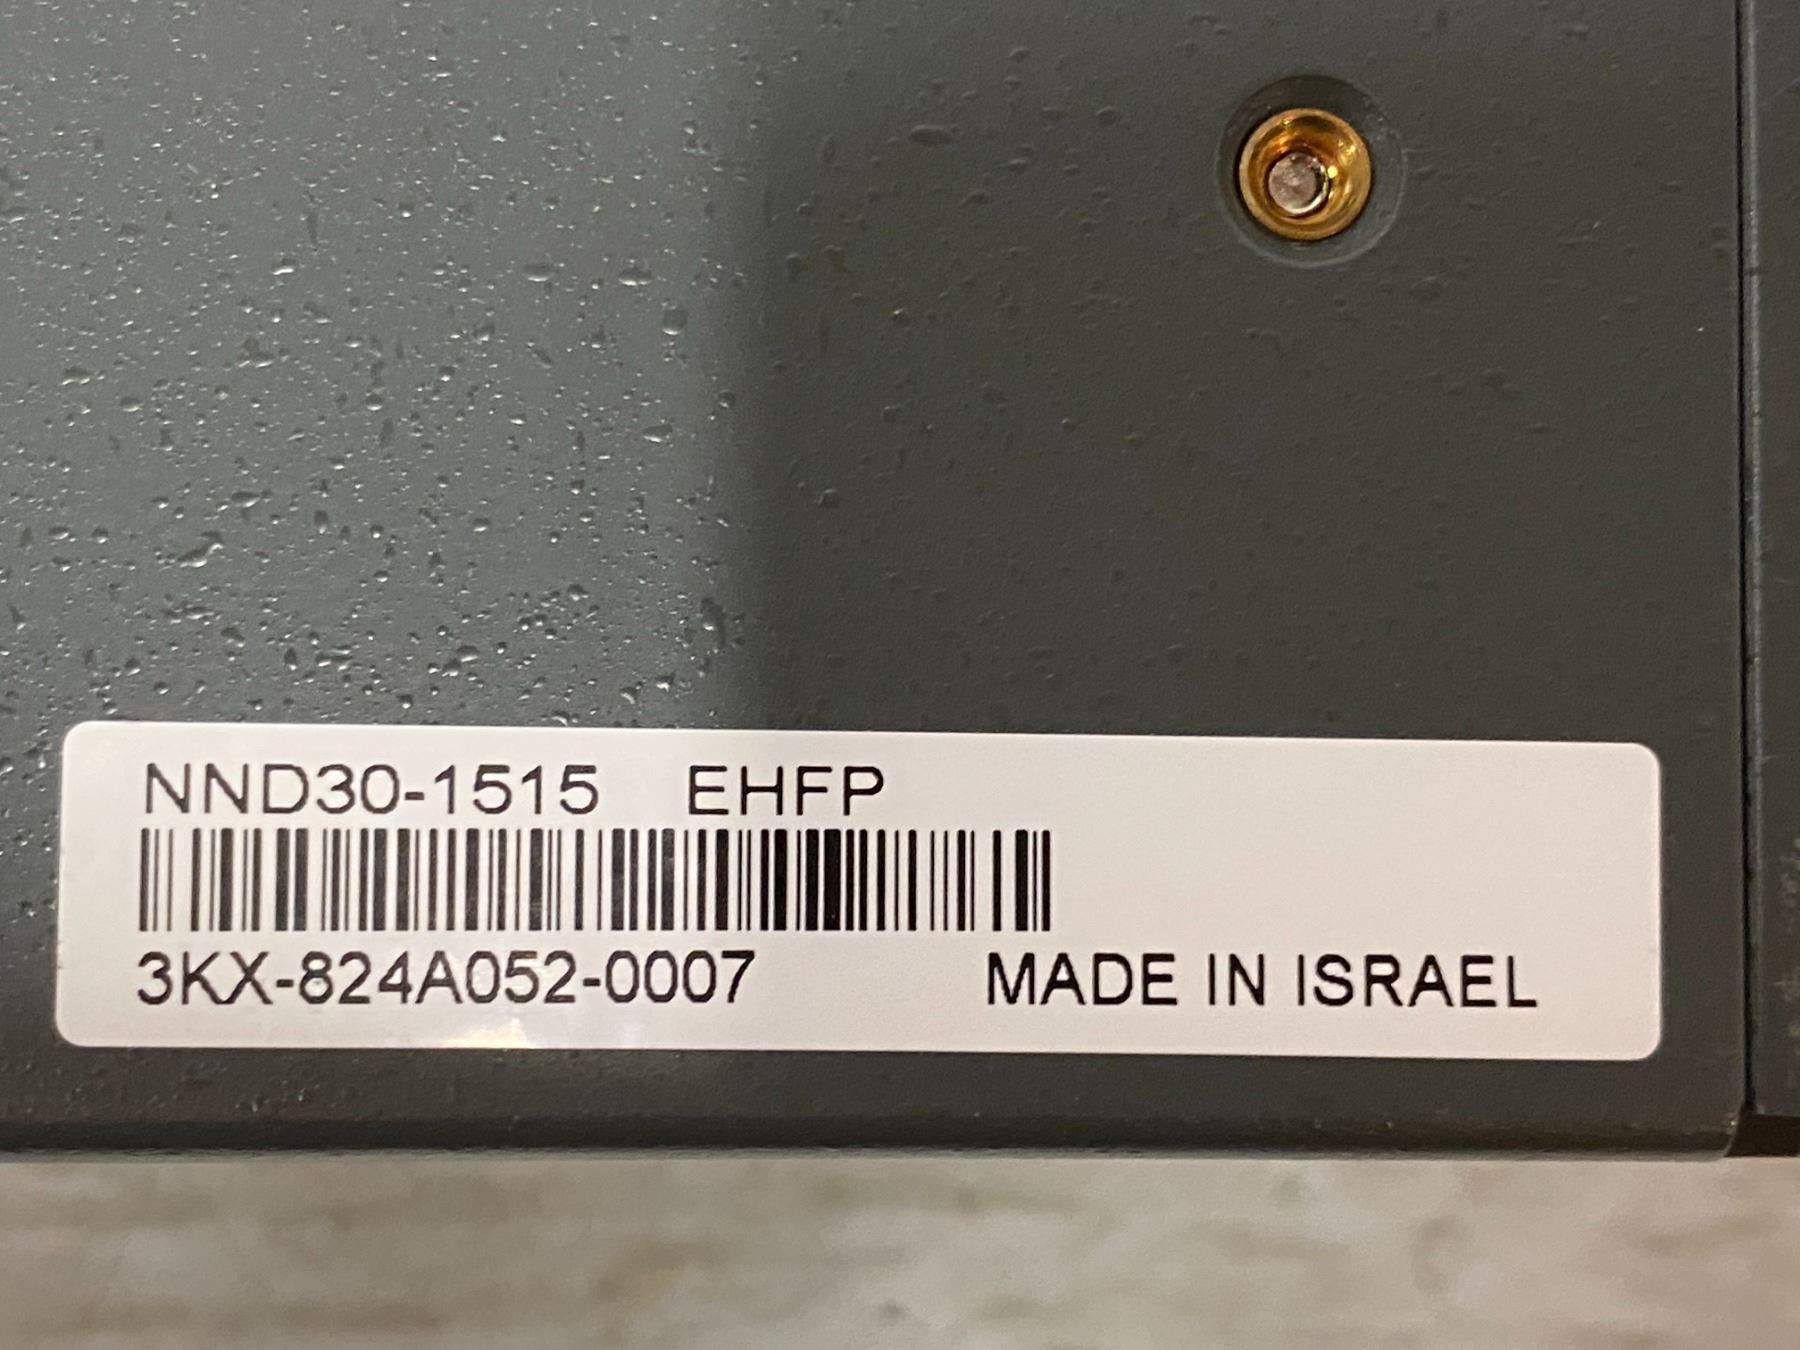 NND30-1515 EHFP
3KX-824A052-0007 MADE IN ISRAEL